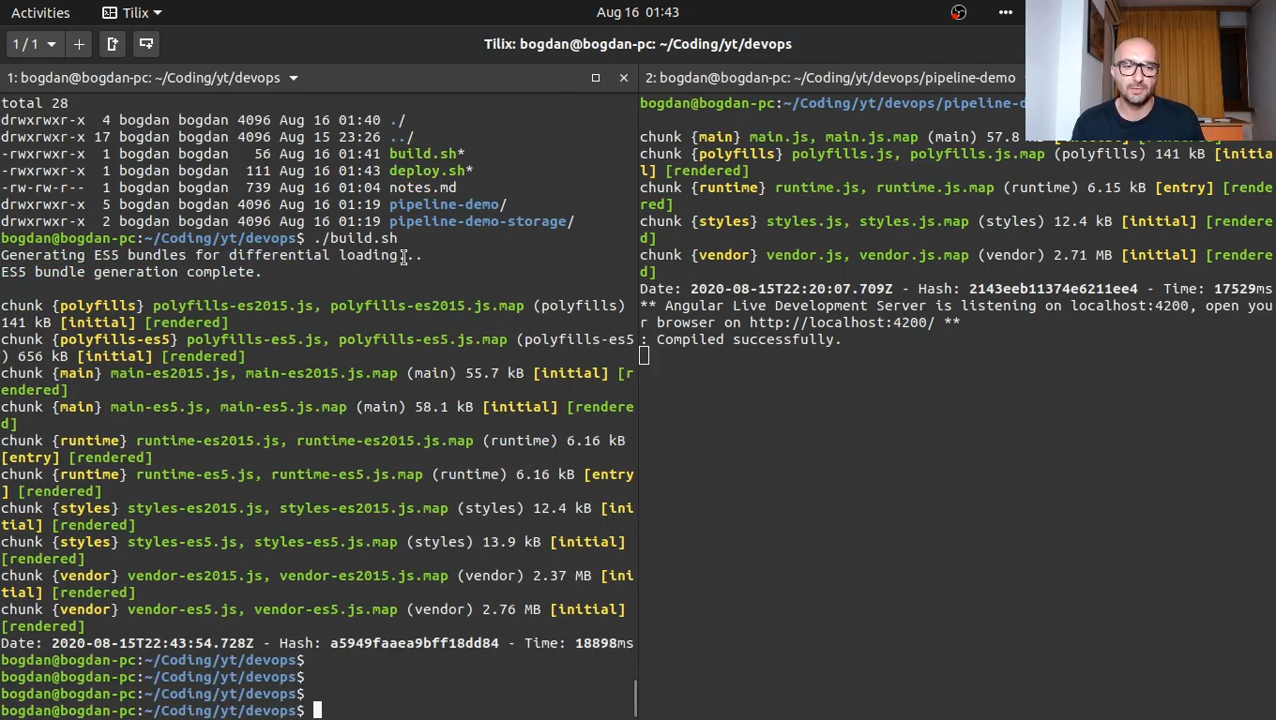 Activities Tilix Aug 16 01:43
1 / 1 Tilix: bogdan@bogdan-pc: ~/Coding/yt/devops
1: bogdan@bogdan-pc: ~/Coding/yt/devops
total 28
drwxrwxr-x 4 bogdan bogdan 4096 Aug 16 01:40 ./
drwxrwxr-x 17 bogdan bogdan 4096 Aug 15 23:26 ../
-rwxrwxr-x 1 bogdan bogdan 56 Aug 16 01:41 build.sh*
-rwxrwxr-x 1 bogdan bogdan 111 Aug 16 01:43 deploy.sh*
-rw-rw-r-- 1 bogdan bogdan 739 Aug 16 01:04 notes.md
drwxrwxr-x 5 bogdan bogdan 4096 Aug 16 01:19 pipeline-demo/
drwxrwxr-x 2 bogdan bogdan 4096 Aug 16 01:19 pipeline-demo-storage/
bogdan@bogdan-pc:~/Coding/yt/devops$ ./build.sh
Generating ES5 bundles for differential loading...
ES5 bundle generation complete.
chunk {polyfills} polyfills-es2015.js, polyfills-es2015.js.map (polyfills)
141 kB [initial] [rendered]
chunk {polyfills-es5} polyfills-es5.js, polyfills-es5.js.map (polyfills-es5
) 656 kB [initial] [rendered]
chunk {main} main-es2015.js, main-es2015.js.map (main) 55.7 kB [initial] [r
endered]
chunk {main} main-es5.js, main-es5.js.map (main) 58.1 kB [initial] [rendere
d]
chunk {runtime} runtime-es2015.js, runtime-es2015.js.map (runtime) 6.16 kB
[entry] [rendered]
chunk {runtime} runtime-es5.js, runtime-es5.js.map (runtime) 6.16 kB [entry
] [rendered]
chunk {styles} styles-es2015.js, styles-es2015.js.map (styles) 12.4 kB [ini
tial] [rendered]
chunk {styles} styles-es5.js, styles-es5.js.map (styles) 13.9 kB [initial]
[rendered]
chunk {vendor} vendor-es2015.js, vendor-es2015.js.map (vendor) 2.37 MB [ini
tial] [rendered]
chunk {vendor} vendor-es5.js, vendor-es5.js.map (vendor) 2.76 MB [initial]
[rendered]
Date: 2020-08-15T22:43:54.728Z - Hash: a5949faaea9bff18dd84 - Time: 18898ms
bogdan@bogdan-pc:~/Coding/yt/devops$
bogdan@bogdan-pc:~/Coding/yt/devops$
bogdan@bogdan-pc:~/Coding/yt/devops$
bogdan@bogdan-pc:~/Coding/yt/devops$
2: bogdan@bogdan-pc: ~/Coding/yt/devops/pipeline-demo
bogdan@bogdan-pc:~/Coding/yt/devops/pipeline-d
chunk {main} main.js, main.js.map (main) 57.8
chunk {polyfills} polyfills.js, polyfills.js.map (polyfills) 141 kB [initia
l] [rendered]
chunk {runtime} runtime.js, runtime.js.map (runtime) 6.15 kB [entry] [rende
red]
chunk {styles} styles.js, styles.js.map (styles) 12.4 kB [initial] [rendere
d]
chunk {vendor} vendor.js, vendor.js.map (vendor) 2.71 MB [initial] [rendere
d]
Date: 2020-08-15T22:20:07.709Z - Hash: 2143eeb11374e6211ee4 - Time: 17529ms
** Angular Live Development Server is listening on localhost:4200, open you
r browser on http://localhost:4200/ **
: Compiled successfully.